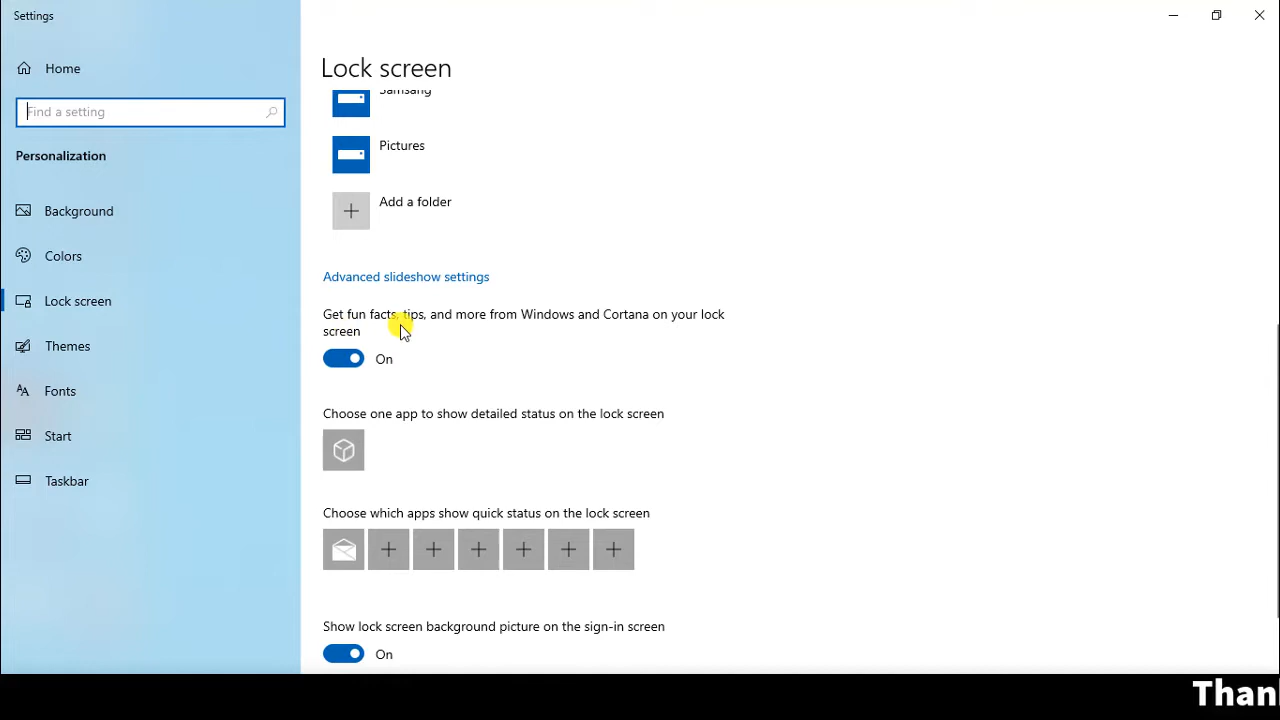 Settings
Home
Find a setting
Personalization
Background
Colors
Lock screen
Themes
Fonts
Start
Taskbar
Lock screen
Samsang
Pictures
Add a folder
Advanced slideshow settings
Get fun facts, tips, and more from Windows and Cortana on your lock
screen
On
Choose one app to show detailed status on the lock screen
Choose which apps show quick status on the lock screen
Show lock screen background picture on the sign-in screen
On
Than